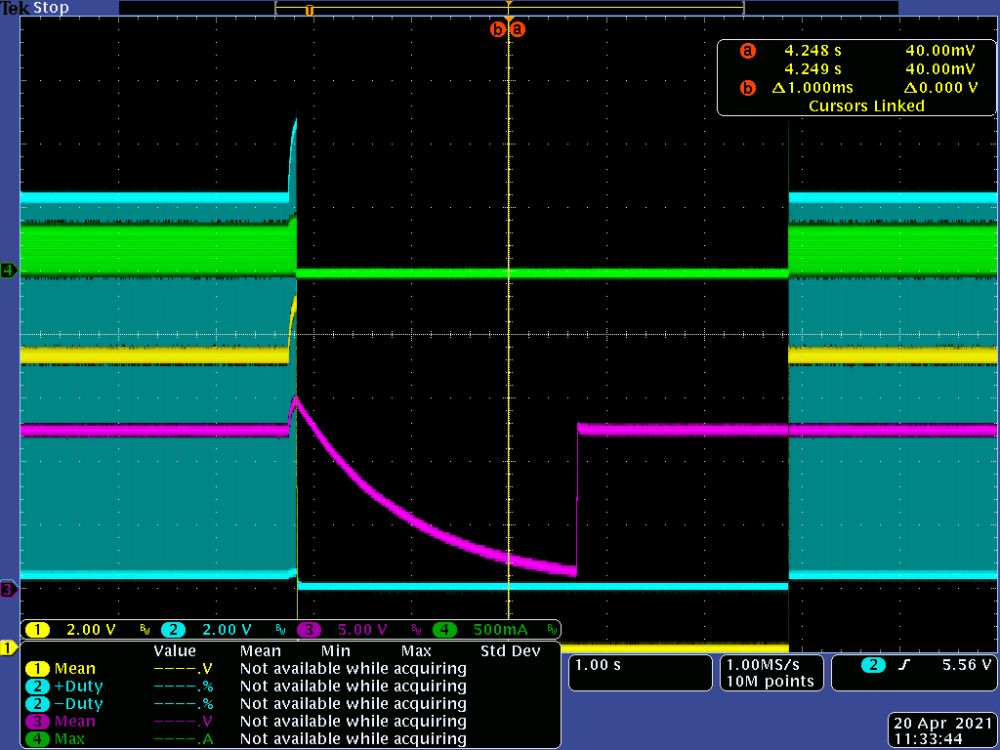 Tek Stop
T
b a
a 4.248 s 40.00mV
4.249 s 40.00mV
b Δ1.000ms Δ0.000 V
Cursors Linked
4
3
1
1 2.00 V BW 2 2.00 V BW 3 5.00 V BW 4 500mA BW
Value Mean Min Max Std Dev
1 Mean ––––.V Not available while acquiring
2 +Duty ––––.% Not available while acquiring
2 –Duty ––––.% Not available while acquiring
3 Mean ––––.V Not available while acquiring
4 Max ––––.A Not available while acquiring
1.00 s
1.00MS/s
10M points
2 5.56 V
20 Apr 2021
11:33:44